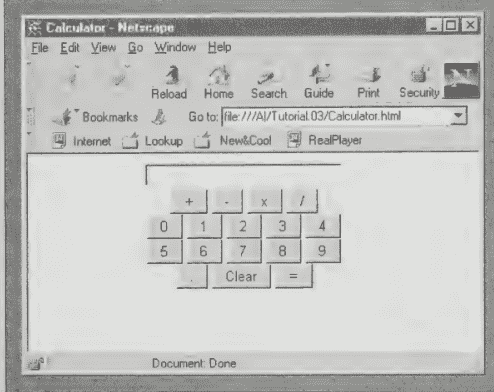 Calculator - Netscape
File Edit View Go Window Help
Reload Home Search Guide Print Security
Bookmarks Go to: file:///A|/Tutorial.03/Calculator.html
Internet Lookup New&Cool RealPlayer
+ - x /
0 1 2 3 4
5 6 7 8 9
. Clear =
Document: Done